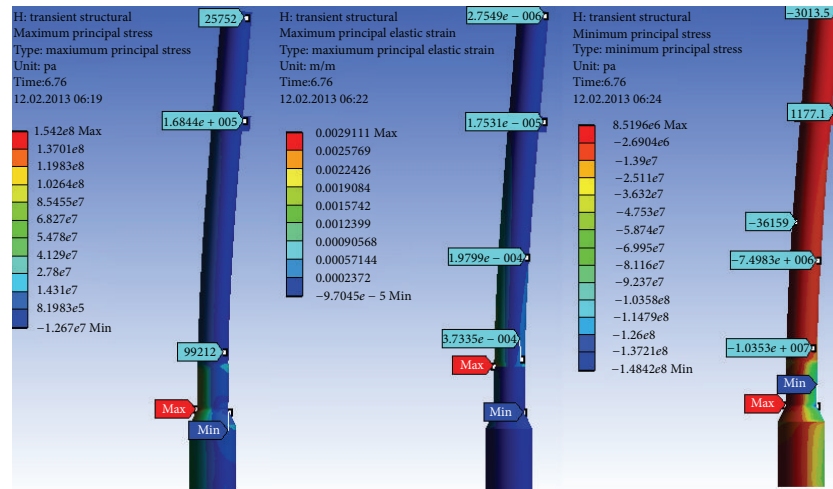 H: transient structural
Maximum principal stress
Type: maxiumum principal stress
Unit: pa
Time:6.76
12.02.2013 06:19
1.542e8 Max
1.3701e8
1.1983e8
1.0264e8
8.5455e7
6.827e7
5.478e7
4.129e7
2.78e7
1.431e7
8.1983e5
−1.267e7 Min
25752
1.6844e + 005
99212
Max
Min
H: transient structural
Maximum principal elastic strain
Type: maxiumum principal elastic strain
Unit: m/m
Time:6.76
12.02.2013 06:22
0.0029111 Max
0.0025769
0.0022426
0.0019084
0.0015742
0.0012399
0.00090568
0.00057144
0.0002372
−9.7045e − 5 Min
2.7549e − 006
1.7531e − 005
1.9799e − 004
3.7335e − 004
Max
Min
H: transient structural
Minimum principal stress
Type: minimum principal stress
Unit: pa
Time:6.76
12.02.2013 06:24
8.5196e6 Max
−2.6904e6
−1.39e7
−2.511e7
−3.632e7
−4.753e7
−5.874e7
−6.995e7
−8.116e7
−9.237e7
−1.0358e8
−1.1479e8
−1.26e8
−1.3721e8
−1.4842e8 Min
−3013.5
1177.1
−36159
−7.4983e + 006
−1.0353e + 007
Min
Max